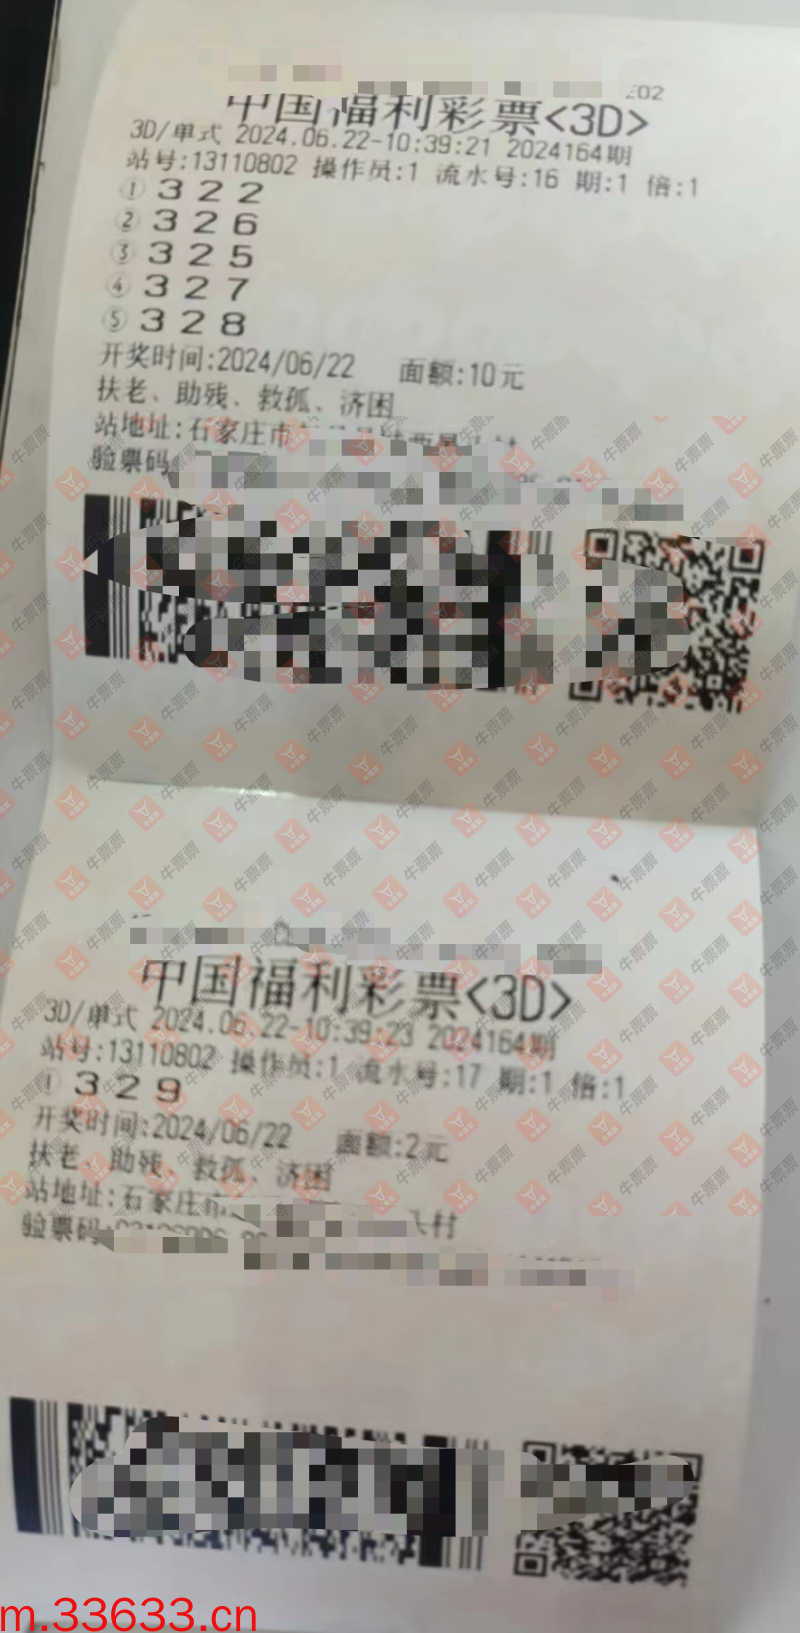 E02
中国福利彩票<3D>
3D/单式 2024.06.22-10:39:21 2024164期
站号:13110802 操作员:1 流水号:16 期:1 倍:1
① 3 2 2
② 3 2 6
③ 3 2 5
④ 3 2 7
⑤ 3 2 8
开奖时间:2024/06/22 面额:10元
扶老、助残、救孤、济困
站地址:石家庄市
验票码
中国福利彩票<3D>
3D/单式 2024.06.22-10:39:23 2024164期
站号:13110802 操作员:1 流水号:17 期:1 倍:1
① 3 2 9
开奖时间:2024/06/22 面额:2元
扶老、助残、救孤、济困
站地址:石家庄市 头村
验票码:
牛票票
m.33633.cn